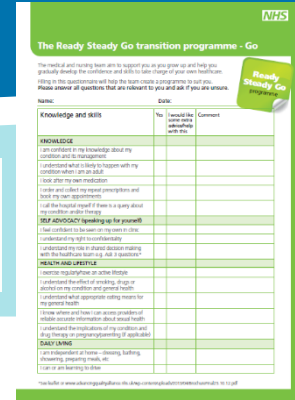 NHS
The Ready Steady Go transition programme - Go
The medical and nursing team aim to support you as you grow up and help you
gradually develop the confidence and skills to take charge of your own healthcare.
Filling in this questionnaire will help the team create a programme to suit you.
Please answer all questions that are relevant to you and ask if you are unsure.
Ready
Steady Go
programme
Name: Date:
Knowledge and skills Yes I would like some extra advice/help with this Comment
KNOWLEDGE
I am confident in my knowledge about my
condition and its management
I understand what is likely to happen with my
condition when I am an adult
I look after my own medication
I order and collect my repeat prescriptions and
book my own appointments
I call the hospital myself if there is a query about
my condition and/or therapy
SELF ADVOCACY (speaking up for yourself)
I feel confident to be seen on my own in clinic
I understand my right to confidentiality
I understand my role in shared decision making
with the healthcare team e.g. Ask 3 questions*
HEALTH AND LIFESTYLE
I exercise regularly/have an active lifestyle
I understand the effect of smoking, drugs or
alcohol on my condition and general health
I understand what appropriate eating means for
my general health
I know where and how I can access providers of
reliable accurate information about sexual health
I understand the implications of my condition and
drug therapy on pregnancy/parenting (if applicable)
DAILY LIVING
I am independent at home – dressing, bathing,
showering, preparing meals, etc
I can or am learning to drive